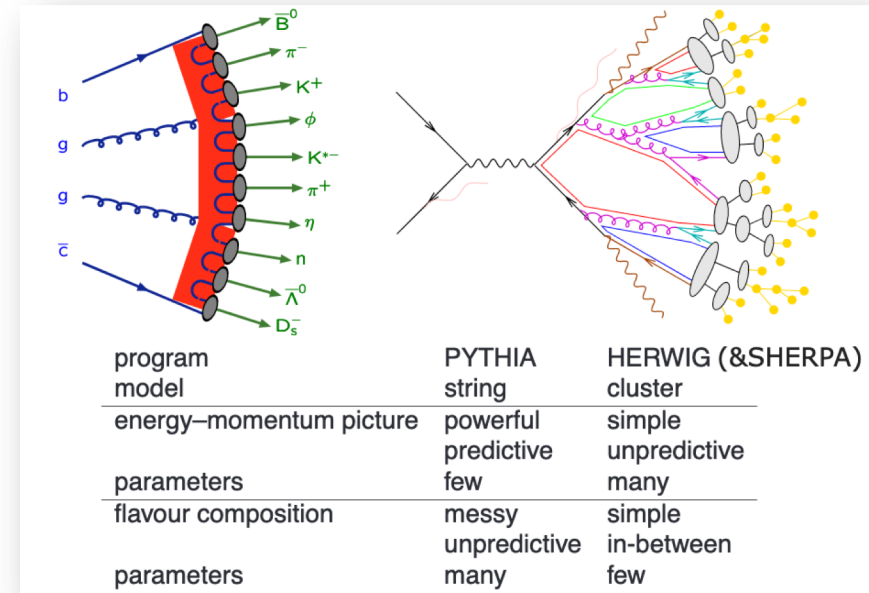 B̅⁰
π⁻
b
K⁺
ϕ
g
K*⁻
π⁺
g
η
c̅
n
Λ̅⁰
Dₛ⁻
program PYTHIA HERWIG (&SHERPA)
model string cluster
energy–momentum picture powerful simple
predictive unpredictive
parameters few many
flavour composition messy simple
unpredictive in-between
parameters many few